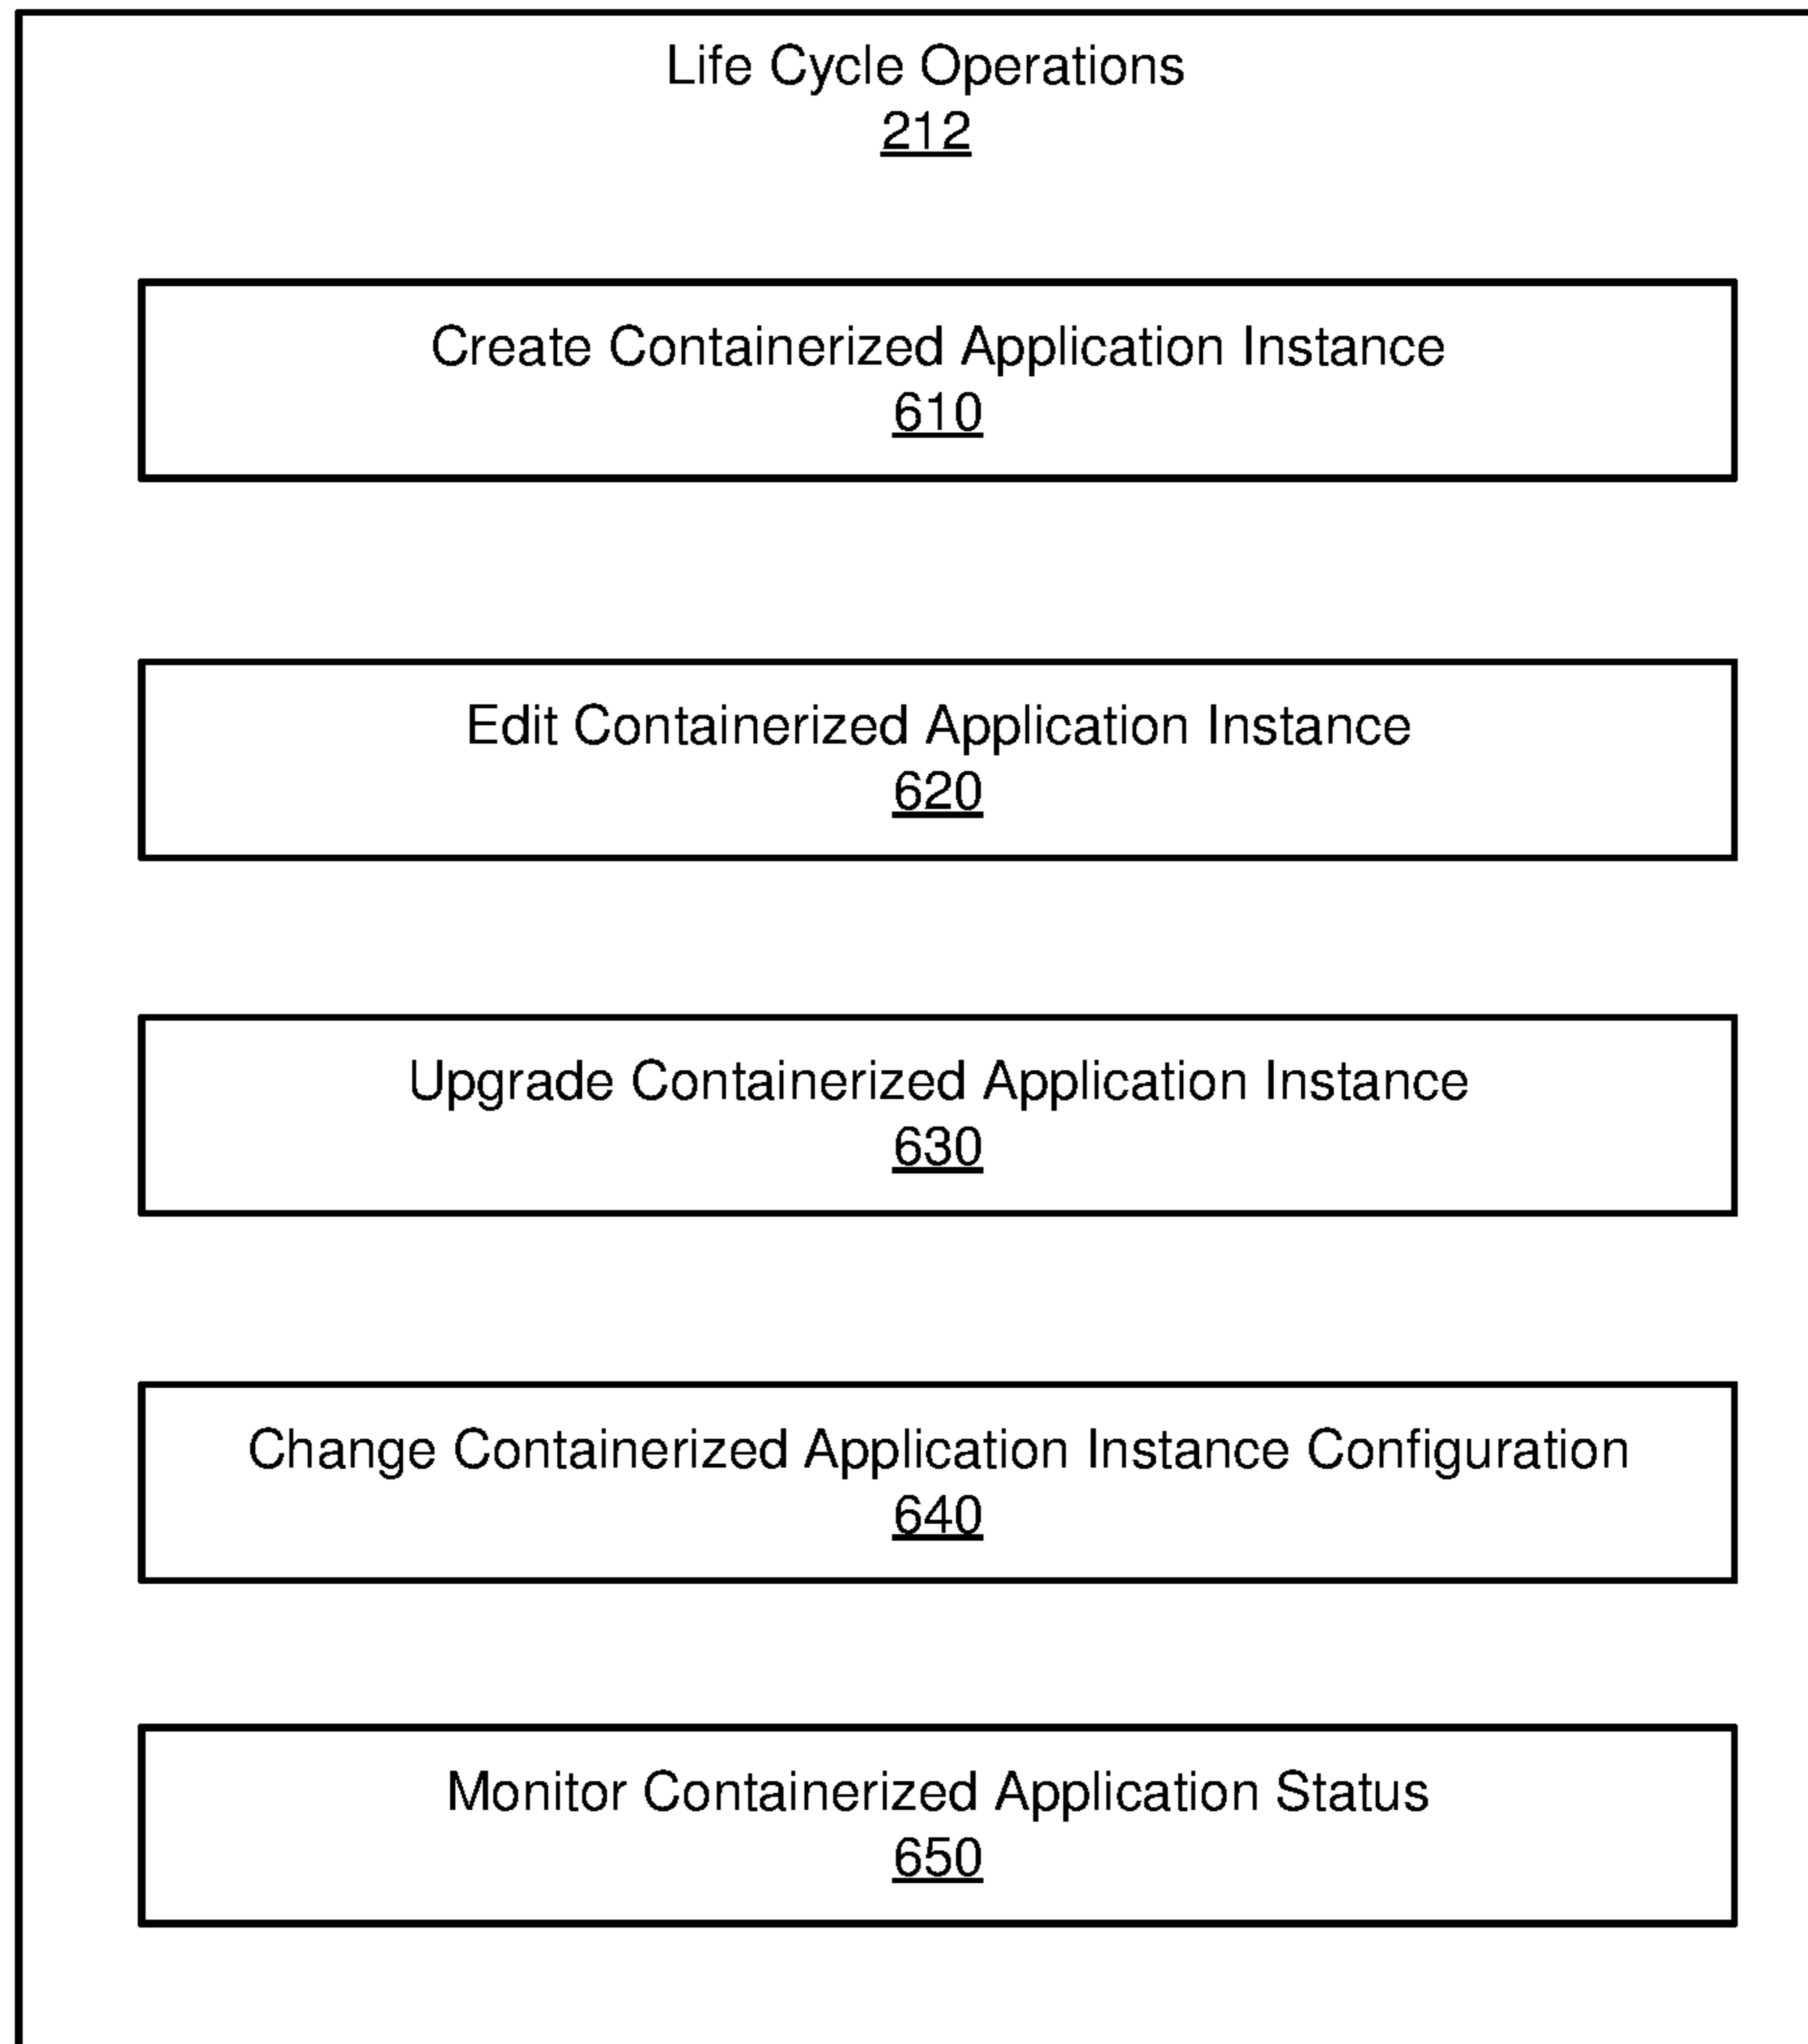 Life Cycle Operations
212
Create Containerized Application Instance
610
Edit Containerized Application Instance
620
Upgrade Containerized Application Instance
630
Change Containerized Application Instance Configuration
640
Monitor Containerized Application Status
650